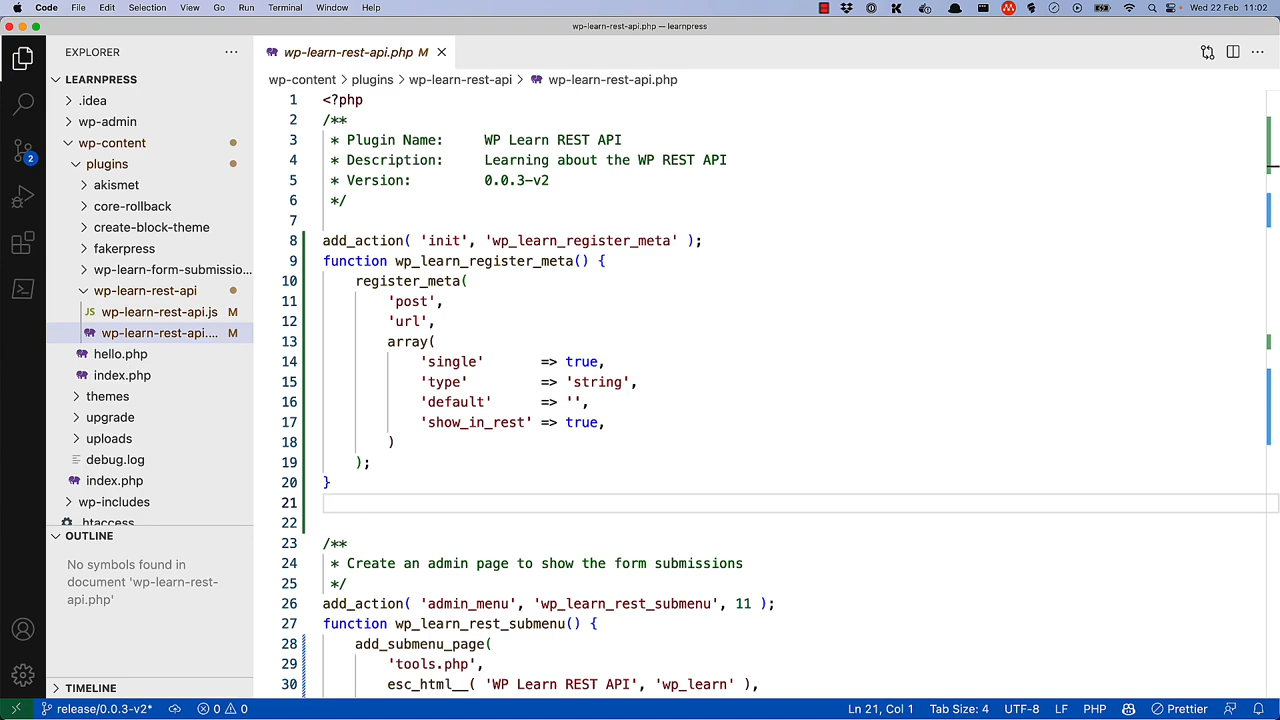 Code File Edit Selection View Go Run Terminal Window Help Wed 22 Feb 11:02
wp-learn-rest-api.php — learnpress
EXPLORER
LEARNPRESS
.idea
wp-admin
wp-content
plugins
akismet
core-rollback
create-block-theme
fakerpress
wp-learn-form-submissio...
wp-learn-rest-api
JS wp-learn-rest-api.js M
wp-learn-rest-api.... M
hello.php
index.php
themes
upgrade
uploads
debug.log
index.php
wp-includes
.htaccess
OUTLINE
No symbols found in
document 'wp-learn-rest-
api.php'
TIMELINE
2
wp-learn-rest-api.php M
wp-content > plugins > wp-learn-rest-api > wp-learn-rest-api.php
1 <?php
2 /**
3 * Plugin Name: WP Learn REST API
4 * Description: Learning about the WP REST API
5 * Version: 0.0.3-v2
6 */
7
8 add_action( 'init', 'wp_learn_register_meta' );
9 function wp_learn_register_meta() {
10 register_meta(
11 'post',
12 'url',
13 array(
14 'single' => true,
15 'type' => 'string',
16 'default' => '',
17 'show_in_rest' => true,
18 )
19 );
20 }
21
22
23 /**
24 * Create an admin page to show the form submissions
25 */
26 add_action( 'admin_menu', 'wp_learn_rest_submenu', 11 );
27 function wp_learn_rest_submenu() {
28 add_submenu_page(
29 'tools.php',
30 esc_html__( 'WP Learn REST API', 'wp_learn' ),
release/0.0.3-v2* 0 0 Ln 21, Col 1 Tab Size: 4 UTF-8 LF PHP Prettier